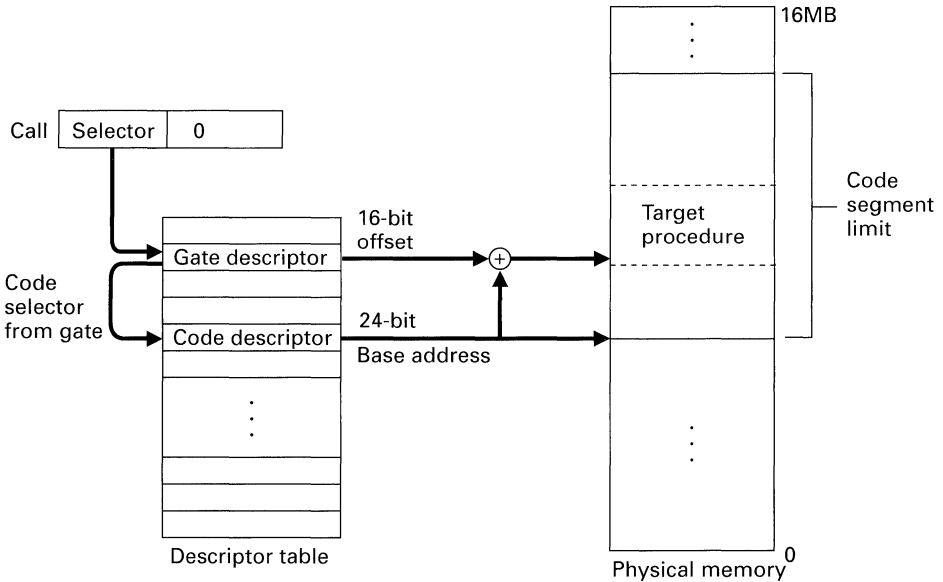 16MB
Call
Selector
0
Code
segment
limit
Target
procedure
16-bit
offset
Gate descriptor
Code
selector
from gate
24-bit
Code descriptor
Base address
Descriptor table
0
Physical memory